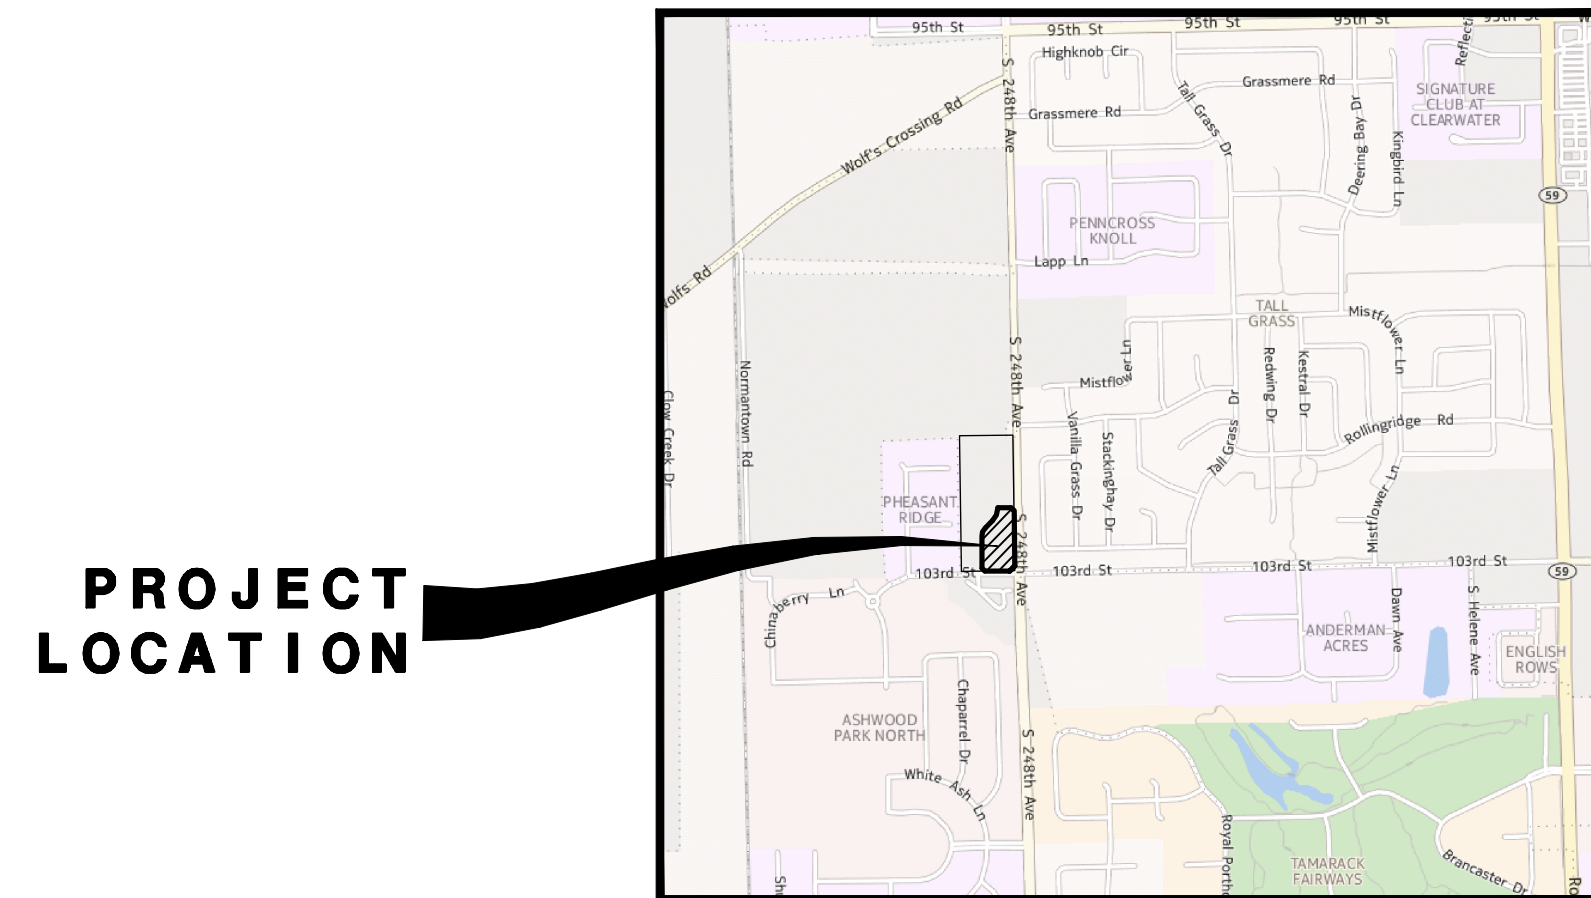 PROJECT
LOCATION
95th St
95th St
95th St
95th St
95th St
Highknob Cir
Grassmere Rd
Grassmere Rd
Tall Grass Dr
Deering Bay Dr
Kingbird Ln
SIGNATURE
CLUB AT
CLEARWATER
S 248th Ave
Wolf's Crossing Rd
59
PENNCROSS
KNOLL
Lapp Ln
Wolfs Rd
TALL
GRASS
Mistflower Ln
S 248th Ave
Normantown Rd
Clow Creek Dr
Mistflower Ln
Redwing Dr
Kestral Dr
Tall Grass Dr
Rollingridge Rd
Vanilla Grass Dr
Stackinghay Dr
Mistflower Ln
PHEASANT
RIDGE
S 248th Ave
103rd St
103rd St
103rd St
103rd St
59
Chinaberry Ln
Dawn Ave
S Helene Ave
ANDERMAN
ACRES
ENGLISH
ROWS
Chaparrel Dr
ASHWOOD
PARK NORTH
S 248th Ave
White Ash Ln
TAMARACK
FAIRWAYS
Brancaster Dr